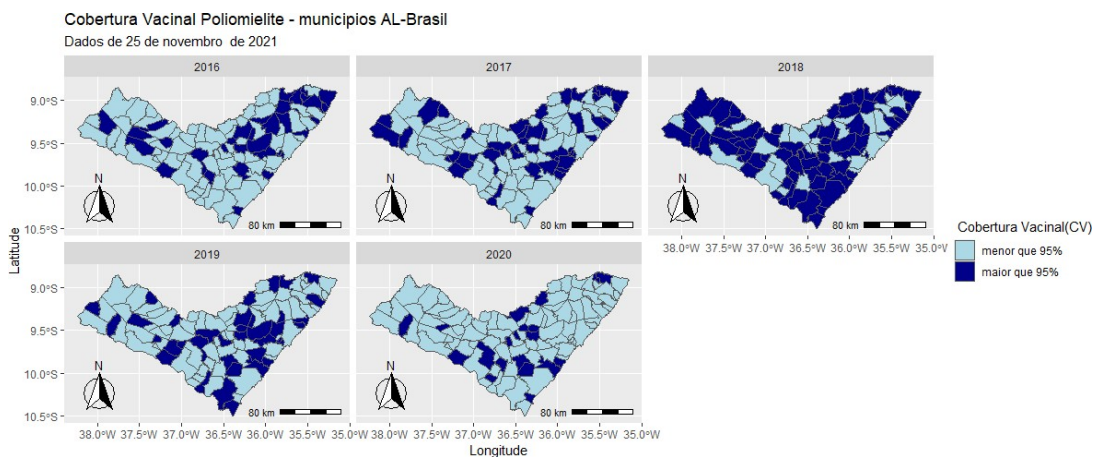 Cobertura Vacinal Poliomielite - municipios AL-Brasil
Dados de 25 de novembro  de 2021
2016
2017
2018
9.0°S
9.5°S
10.0°S
10.5°S
N
80 km
N
80 km
N
80 km
38.0°W 37.5°W 37.0°W 36.5°W 36.0°W 35.5°W 35.0°W
Latitude
Cobertura Vacinal(CV)
menor que 95%
maior que 95%
2019
2020
9.0°S
9.5°S
10.0°S
10.5°S
N
80 km
N
80 km
38.0°W 37.5°W 37.0°W 36.5°W 36.0°W 35.5°W 35.0°W
38.0°W 37.5°W 37.0°W 36.5°W 36.0°W 35.5°W 35.0°W
Longitude